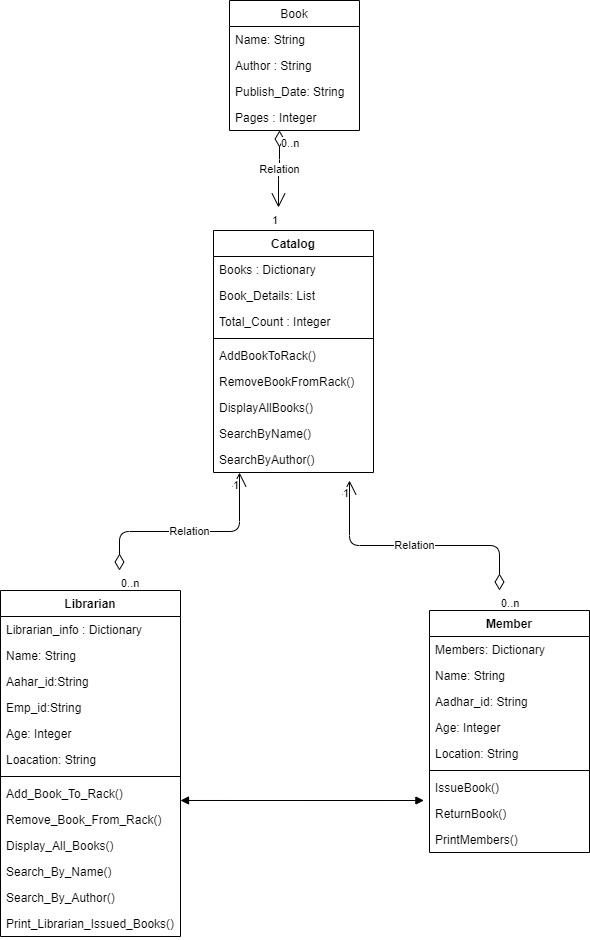 Book
Name: String
Author : String
Publish_Date: String
Pages : Integer
0..n
Relation
1
Catalog
Books : Dictionary
Book_Details: List
Total_Count : Integer
AddBookToRack()
RemoveBookFromRack()
DisplayAllBooks()
SearchByName()
SearchByAuthor()
1
1
Relation
Relation
0..n
0..n
Librarian
Librarian_info : Dictionary
Name: String
Aahar_id:String
Emp_id:String
Age: Integer
Loacation: String
Add_Book_To_Rack()
Remove_Book_From_Rack()
Display_All_Books()
Search_By_Name()
Search_By_Author()
Print_Librarian_Issued_Books()
Member
Members: Dictionary
Name: String
Aadhar_id: String
Age: Integer
Location: String
IssueBook()
ReturnBook()
PrintMembers()